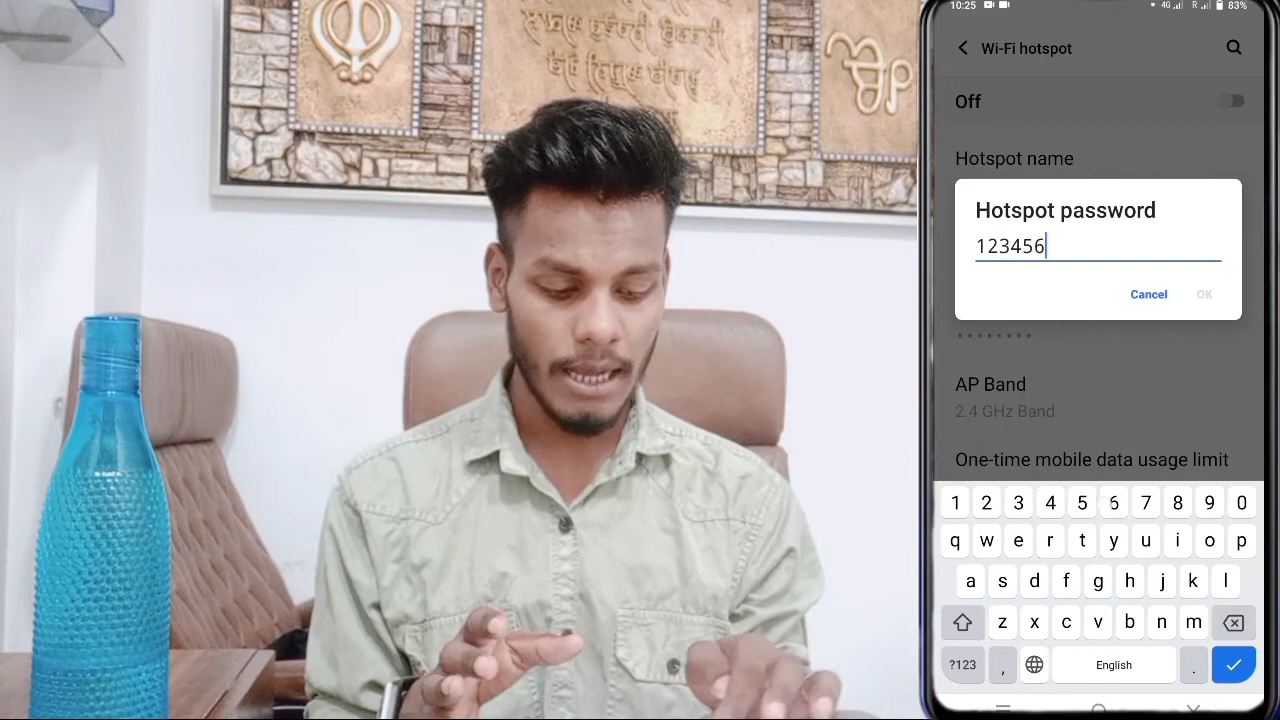 10:25 4G R 83%
Wi-Fi hotspot
Off
Hotspot name
Hotspot password
123456
Cancel OK
••••••••
AP Band
2.4 GHz Band
One-time mobile data usage limit
1 2 3 4 5 6 7 8 9 0
q w e r t y u i o p
a s d f g h j k l
z x c v b n m
?123 , English .